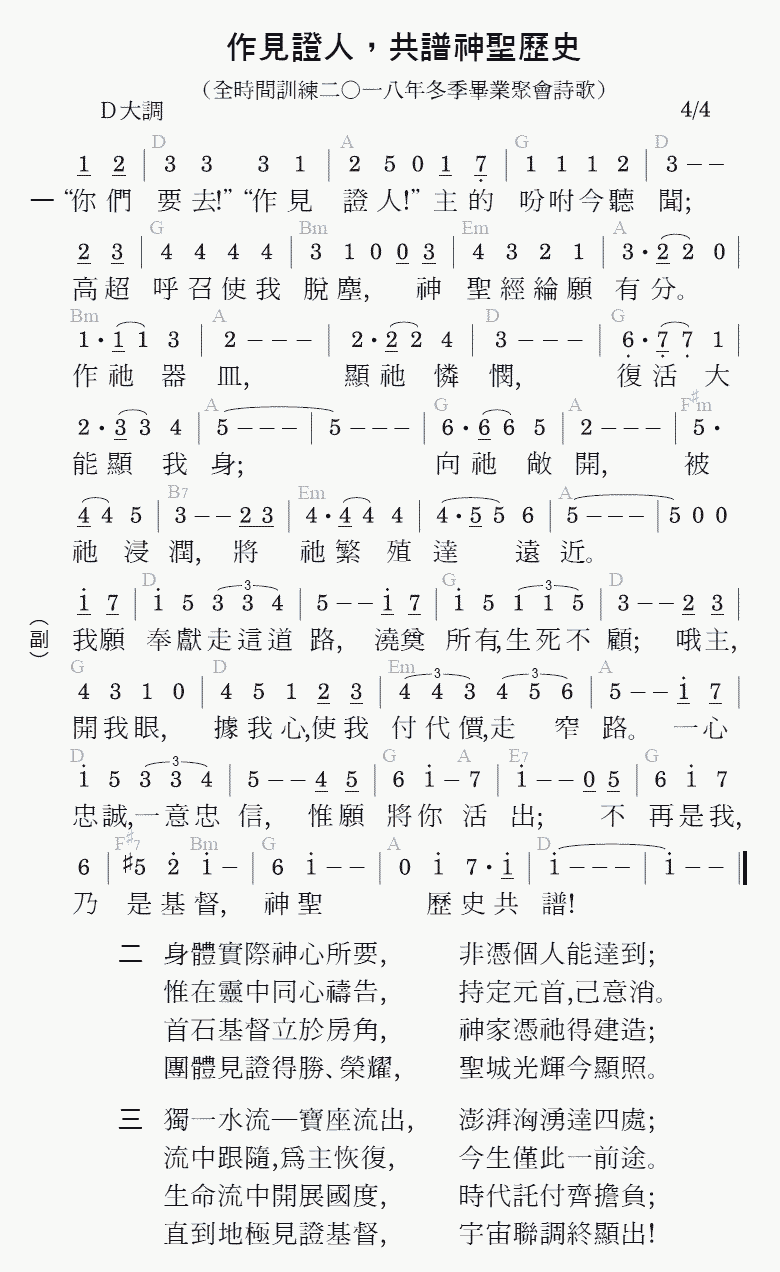 作見證人，共譜神聖歷史
（全時間訓練二〇一八年冬季畢業聚會詩歌）
D大調 4/4
D A G D
1 2 | 3 3 3 1 | 2 5 0 1 7 | 1 1 1 2 | 3 – –
一 “你們 要去!” “作見 證人!” 主的 吩咐今聽 聞;
G Bm Em A
2 3 | 4 4 4 4 | 3 1 0 0 3 | 4 3 2 1 | 3 · 2 2 0 |
高超 呼召使我 脫塵, 神 聖經綸願 有分。
Bm A D G
1 · 1 1 3 | 2 – – – | 2 · 2 2 4 | 3 – – – | 6 · 7 7 1 |
作祂 器 皿, 顯祂 憐 憫, 復活 大
A G A F♯m
2 · 3 3 4 | 5 – – – | 5 – – – | 6 · 6 6 5 | 2 – – – | 5 ·
能顯 我 身; 向祂 敞 開, 被
B7 Em A
4 4 5 | 3 – – 2 3 | 4 · 4 4 4 | 4 · 5 5 6 | 5 – – – | 5 0 0
祂 浸 潤, 將 祂繁 殖 達 遠 近。
D 3 G 3 D
1 7 | 1 5 3 3 4 | 5 – – 1 7 | 1 5 1 1 5 | 3 – – 2 3 |
（副） 我願 奉獻走這道 路, 澆奠 所有,生死不 顧; 哦主,
G D Em 3 3 A
4 3 1 0 | 4 5 1 2 3 | 4 4 3 4 5 6 | 5 – – 1 7 |
開我眼, 據我心,使我 付代價,走 窄 路。 一心
D 3 G A E7 G
1 5 3 3 4 | 5 – – 4 5 | 6 1 – 7 | 1 – – 0 5 | 6 1 7
忠誠,一意忠 信, 惟願 將你 活 出; 不 再是我,
F♯7 Bm G A D
6 | ♯5 2 1 – | 6 1 – – | 0 1 7 · 1 | 1 – – – | 1 – – ‖
乃 是基督, 神聖 歷史共 譜!
二 身體實際神心所要, 非憑個人能達到;
惟在靈中同心禱告, 持定元首,己意消。
首石基督立於房角, 神家憑祂得建造;
團體見證得勝、榮耀, 聖城光輝今顯照。
三 獨一水流—寶座流出, 澎湃洶湧達四處;
流中跟隨,爲主恢復, 今生僅此一前途。
生命流中開展國度, 時代託付齊擔負;
直到地極見證基督, 宇宙聯調終顯出!